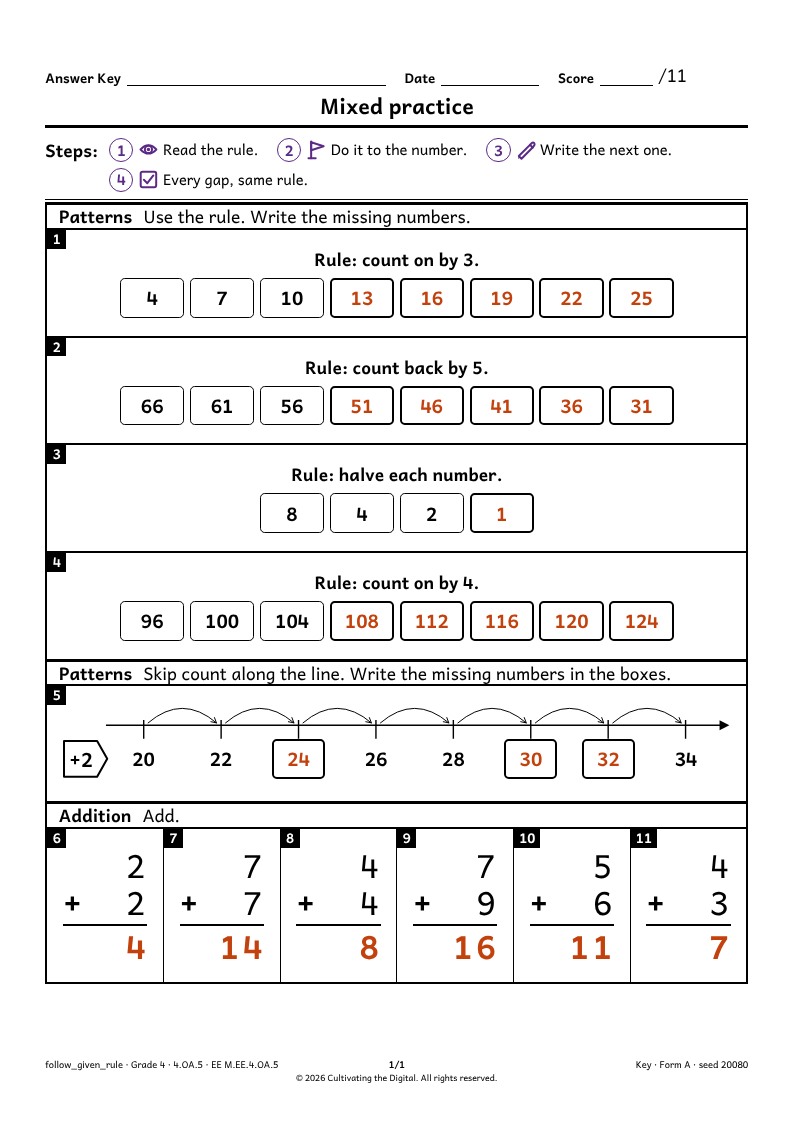 Answer Key Date Score /11
Mixed practice
Steps: 1 Read the rule. 2 Do it to the number. 3 Write the next one.
4 Every gap, same rule.
Patterns Use the rule. Write the missing numbers.
1
Rule: count on by 3.
4 7 10 13 16 19 22 25
2
Rule: count back by 5.
66 61 56 51 46 41 36 31
3
Rule: halve each number.
8 4 2 1
4
Rule: count on by 4.
96 100 104 108 112 116 120 124
Patterns Skip count along the line. Write the missing numbers in the boxes.
5
+2 20 22 24 26 28 30 32 34
Addition Add.
6 7 8 9 10 11
2 7 4 7 5 4
+ 2 + 7 + 4 + 9 + 6 + 3
4 14 8 16 11 7
follow_given_rule · Grade 4 · 4.OA.5 · EE M.EE.4.OA.5 1/1 Key · Form A · seed 20080
© 2026 Cultivating the Digital. All rights reserved.